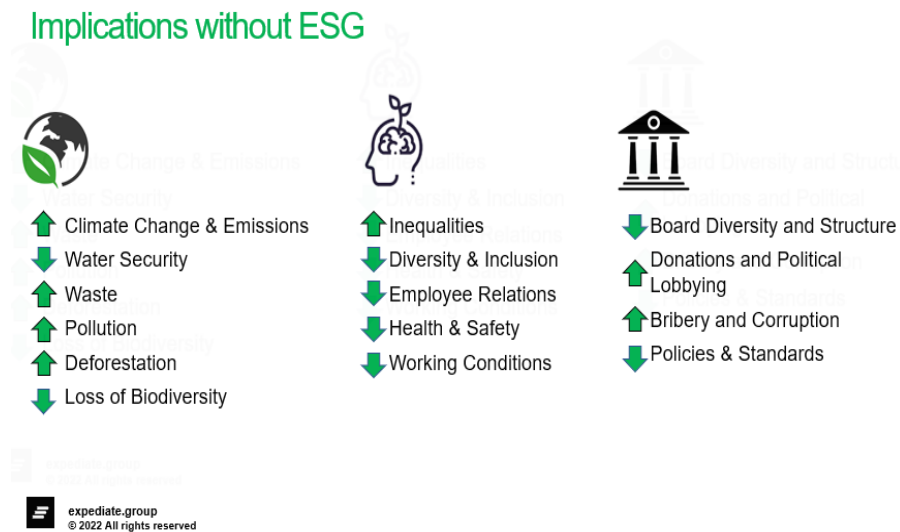 Implications without ESG
Climate Change & Emissions
Water Security
Waste
Pollution
Deforestation
Loss of Biodiversity
Inequalities
Diversity & Inclusion
Employee Relations
Health & Safety
Working Conditions
Board Diversity and Structure
Donations and Political
Lobbying
Bribery and Corruption
Policies & Standards
expediate.group
© 2022 All rights reserved